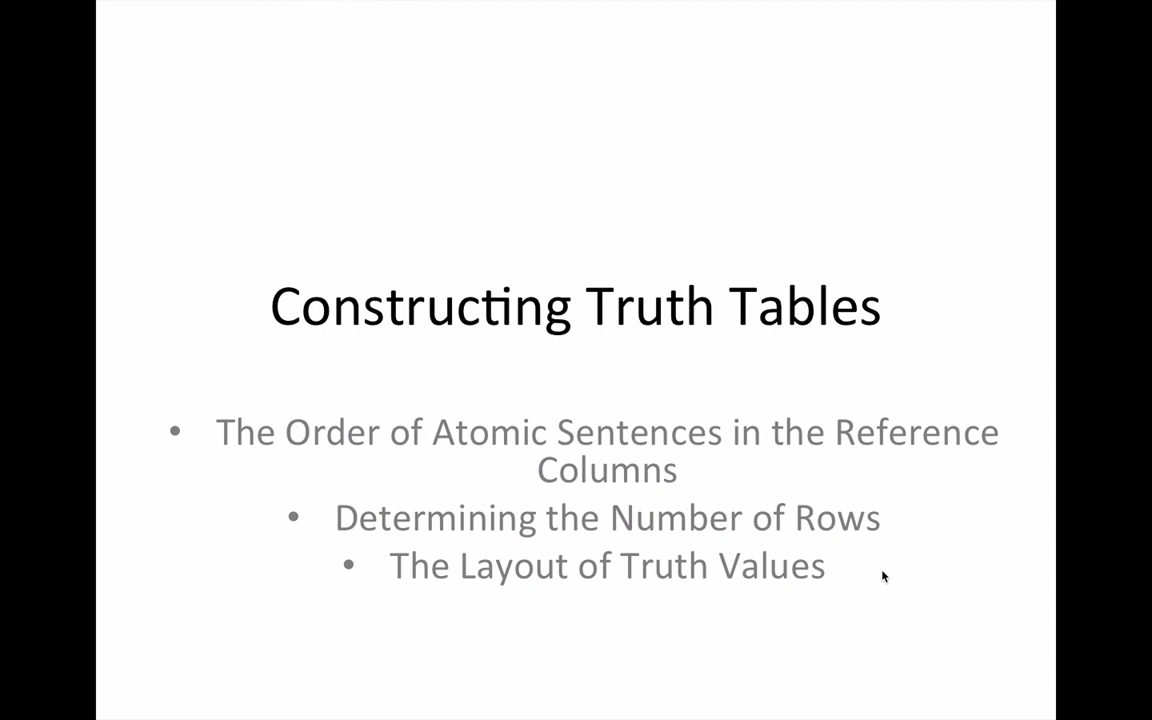 Constructing Truth Tables
• The Order of Atomic Sentences in the Reference
Columns
• Determining the Number of Rows
• The Layout of Truth Values